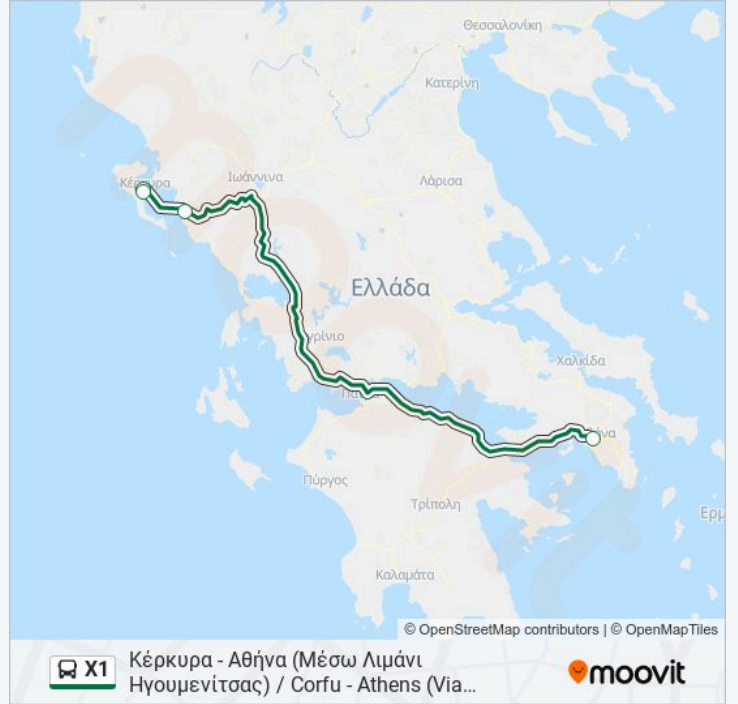 Θεσσαλονίκη
Κατερίνη
Ιωάννινα
Κέρκυρα
Λάρισα
Ελλάδα
Χαλκίδα
Πύργος
Τρίπολη
Καλαμάτα
© OpenStreetMap contributors | © OpenMapTiles
X1
Κέρκυρα - Αθήνα (Μέσω Λιμάνι
Ηγουμενίτσας) / Corfu - Athens (Via…
moovit